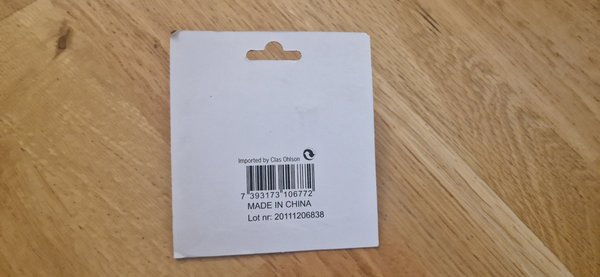 Imported by Clas Ohlson
7 393173 106772
MADE IN CHINA
Lot nr: 20111206838